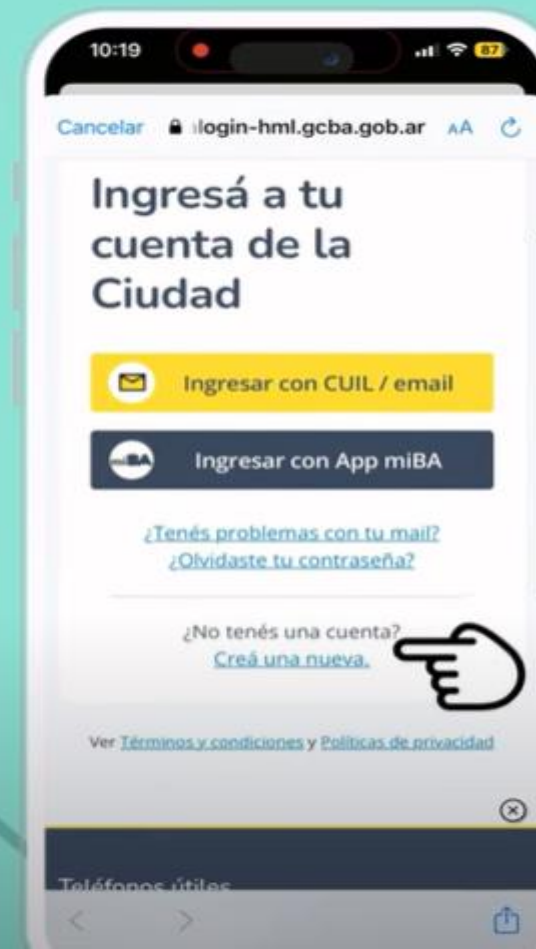 10:19
87
Cancelar
login-hml.gcba.gob.ar
AA
Ingresá a tu
cuenta de la
Ciudad
Ingresar con CUIL / email
miBA
Ingresar con App miBA
¿Tenés problemas con tu mail?
¿Olvidaste tu contraseña?
¿No tenés una cuenta?
Creá una nueva.
Ver Términos y condiciones y Políticas de privacidad
Teléfonos útiles